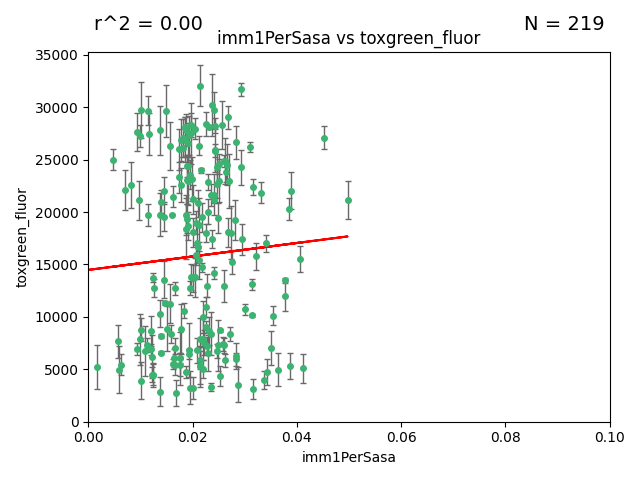 r^2 = 0.00
N = 219
imm1PerSasa vs toxgreen_fluor
35000
30000
25000
20000
15000
10000
5000
0
toxgreen_fluor
0.00
0.02
0.04
0.06
0.08
0.10
imm1PerSasa